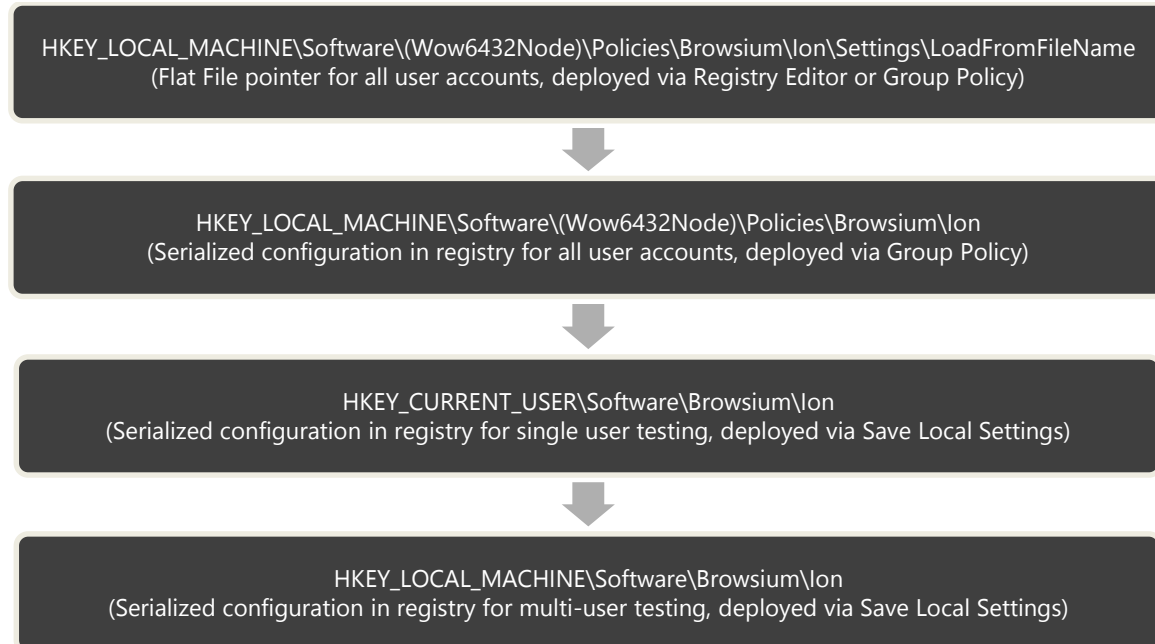 HKEY_LOCAL_MACHINE\Software\(Wow6432Node)\Policies\Browsium\Ion\Settings\LoadFromFileName
(Flat File pointer for all user accounts, deployed via Registry Editor or Group Policy)
HKEY_LOCAL_MACHINE\Software\(Wow6432Node)\Policies\Browsium\Ion
(Serialized configuration in registry for all user accounts, deployed via Group Policy)
HKEY_CURRENT_USER\Software\Browsium\Ion
(Serialized configuration in registry for single user testing, deployed via Save Local Settings)
HKEY_LOCAL_MACHINE\Software\Browsium\Ion
(Serialized configuration in registry for multi-user testing, deployed via Save Local Settings)